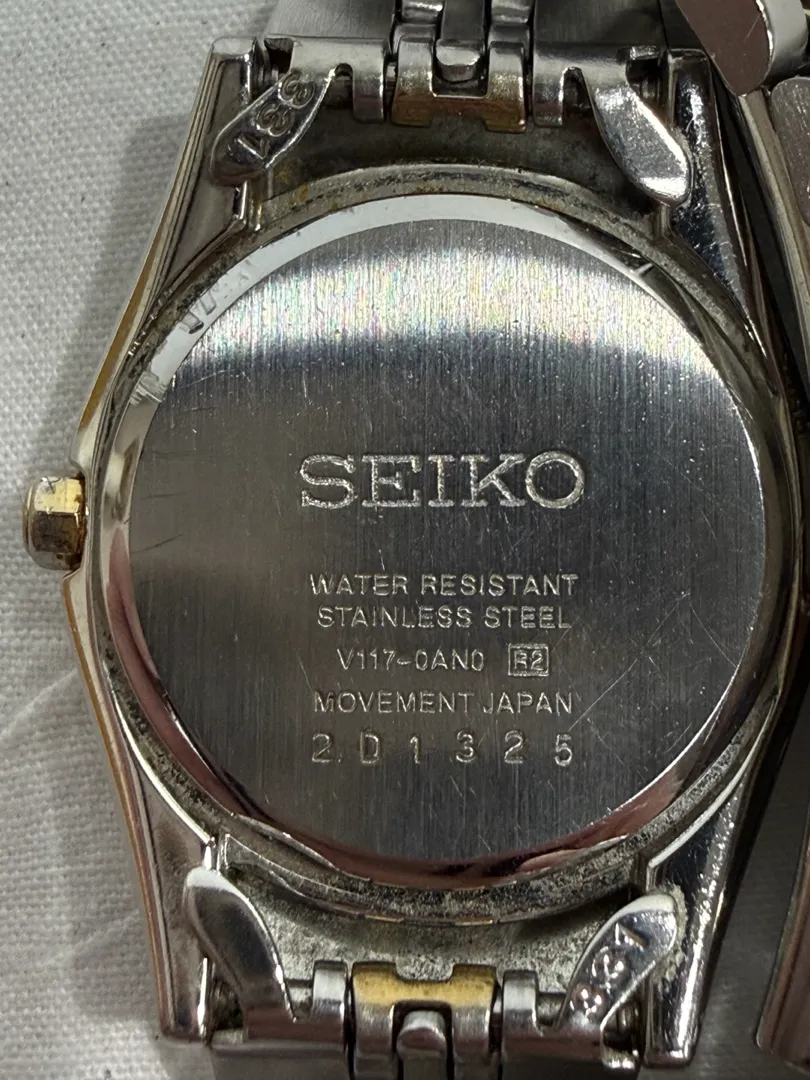 SEIKO
WATER RESISTANT
STAINLESS STEEL
V117-0AN0 R2
MOVEMENT JAPAN
2D1325